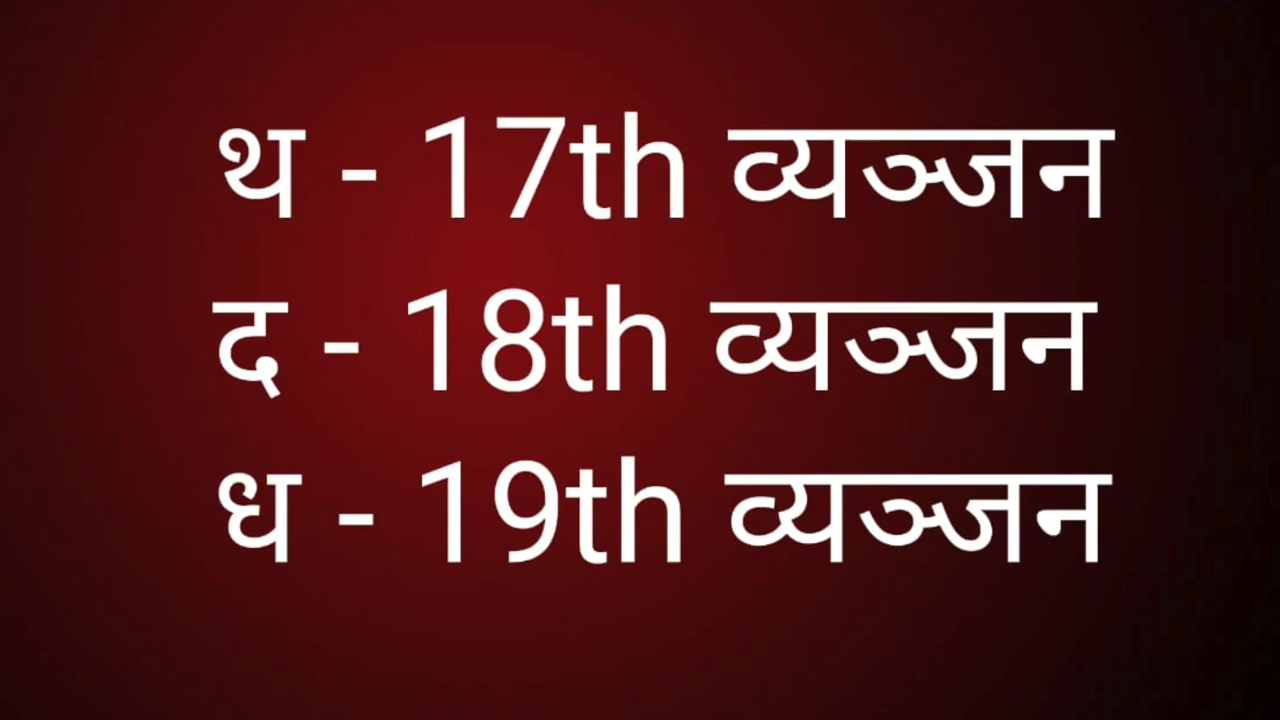 थ - 17th व्यञ्जन
द - 18th व्यञ्जन
ध - 19th व्यञ्जन